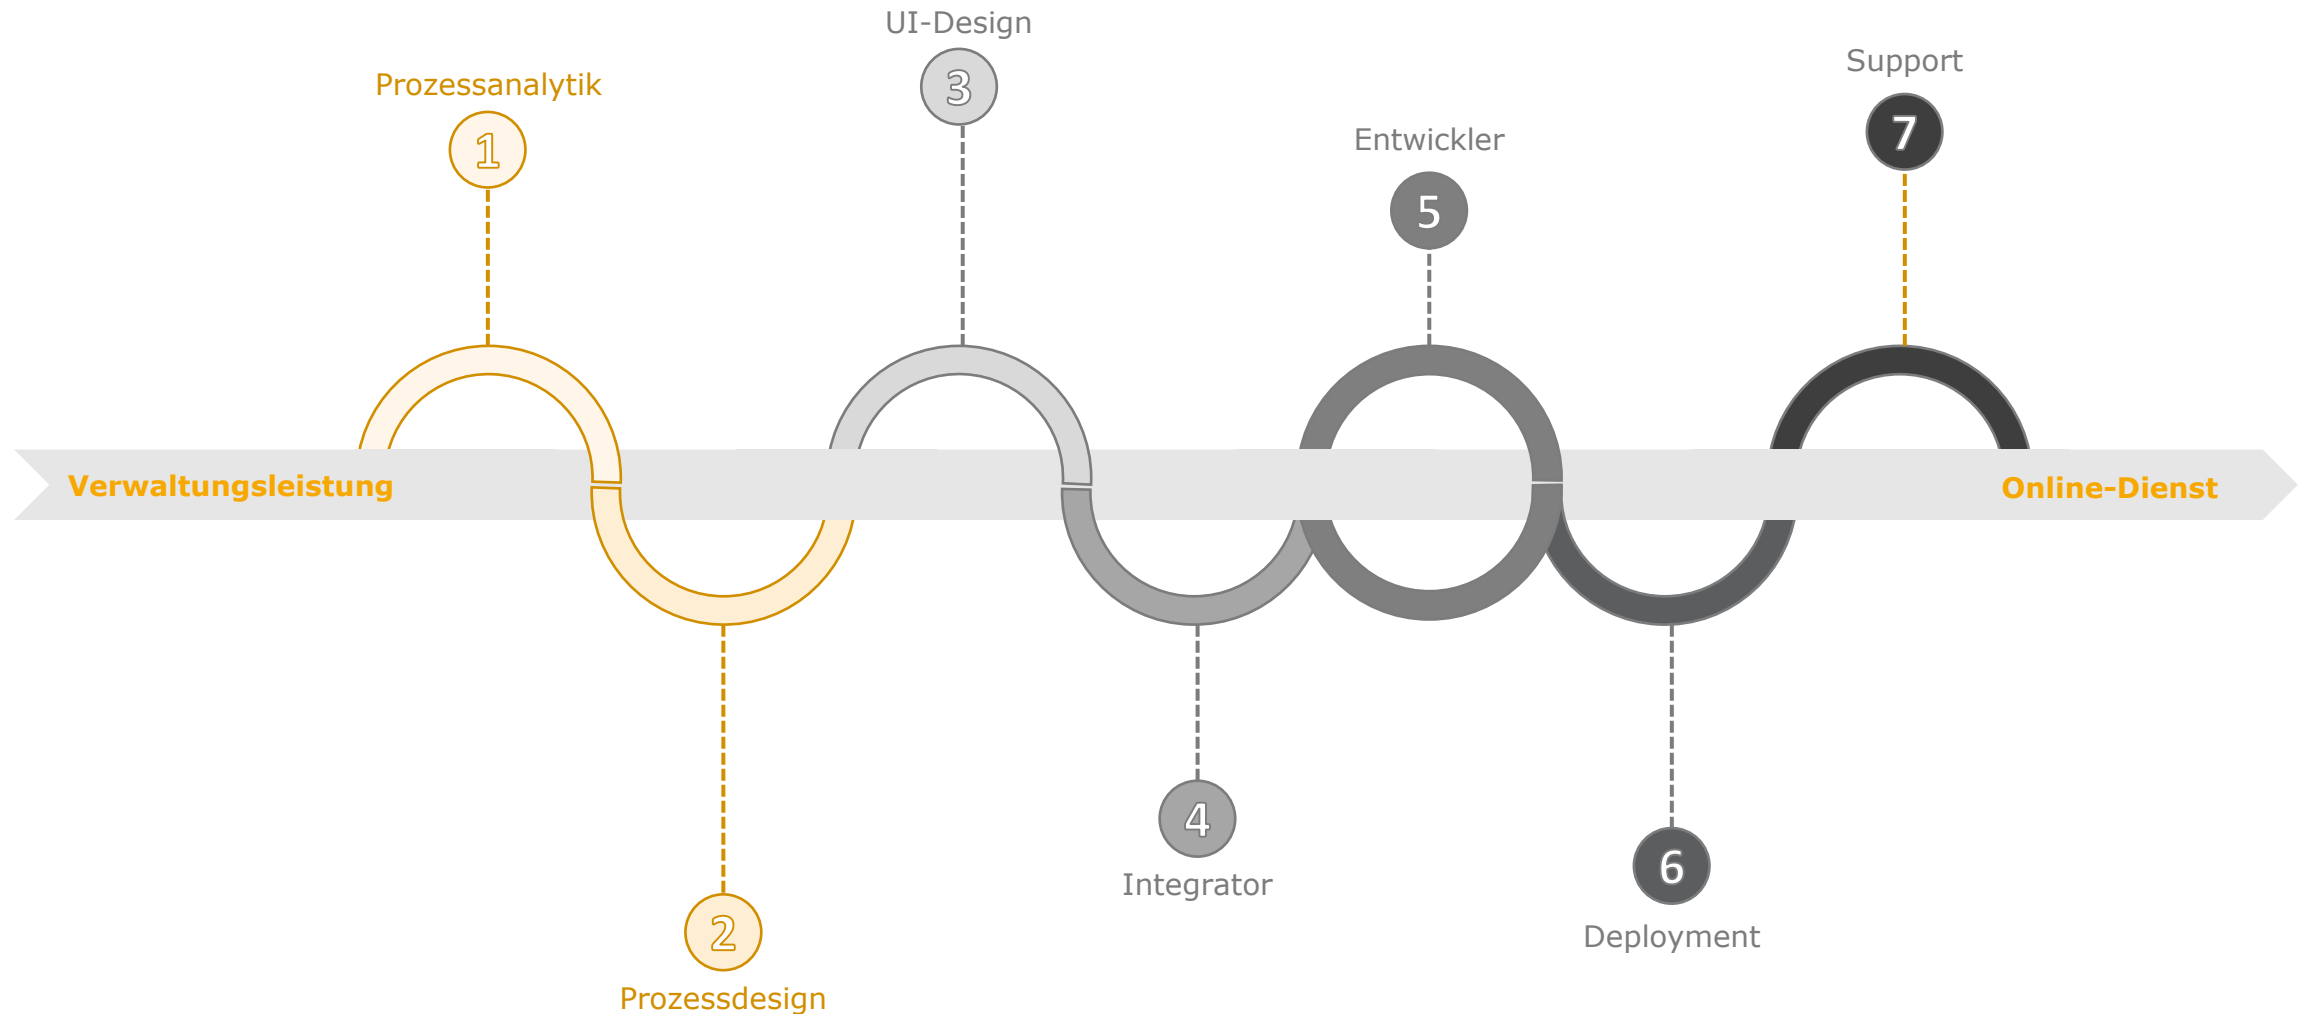 Prozessanalytik
1
2
Prozessdesign
UI-Design
3
4
Integrator
Entwickler
5
6
Deployment
Support
7
Verwaltungsleistung
Online-Dienst